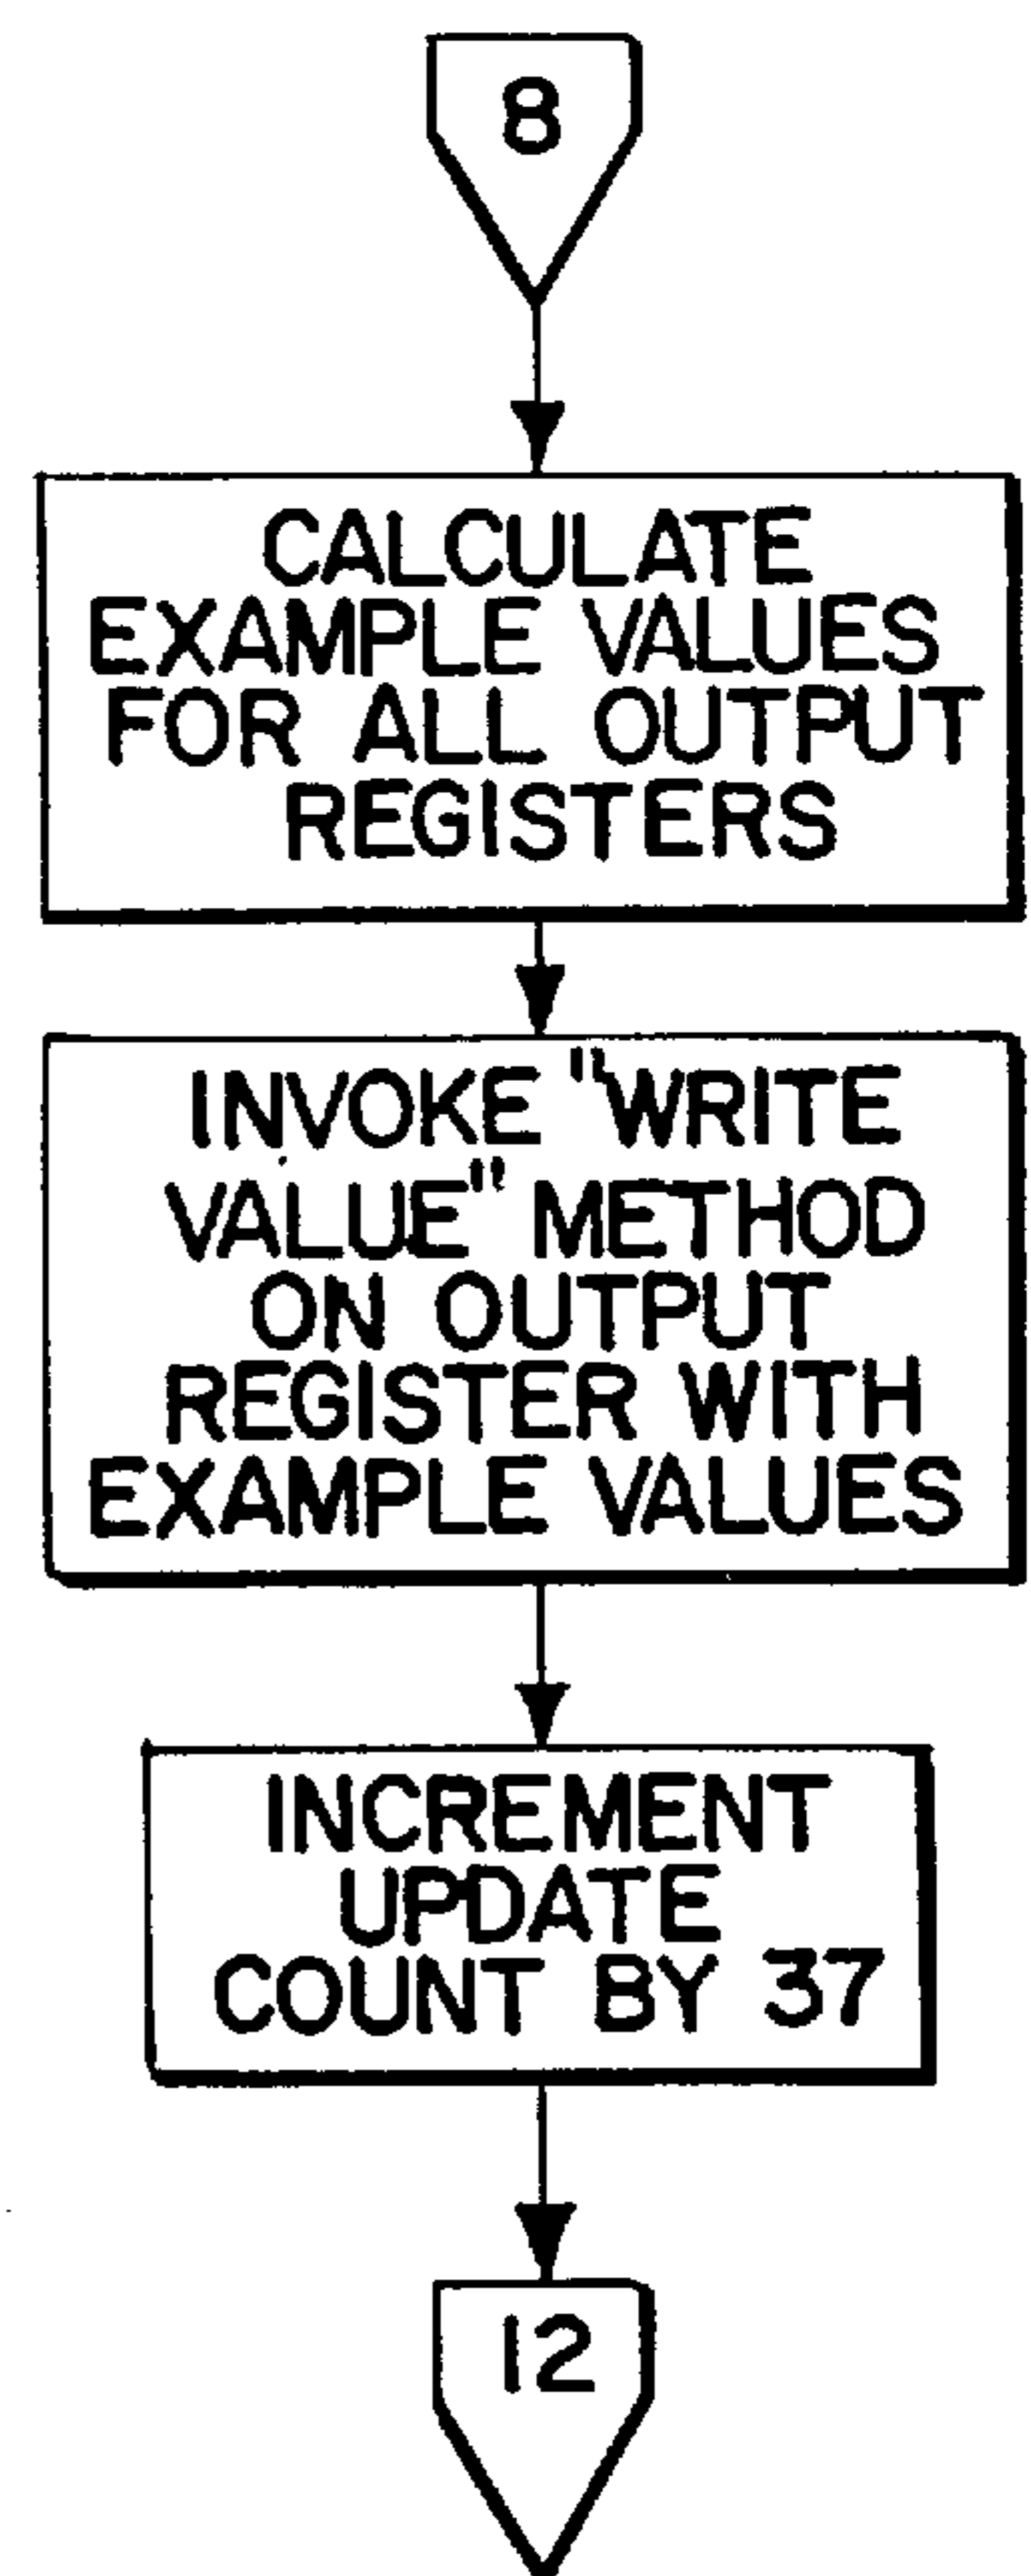 8
CALCULATE
EXAMPLE VALUES
FOR ALL OUTPUT
REGISTERS
INVOKE "WRITE
VALUE" METHOD
ON OUTPUT
REGISTER WITH
EXAMPLE VALUES
INCREMENT
UPDATE
COUNT BY 37
12